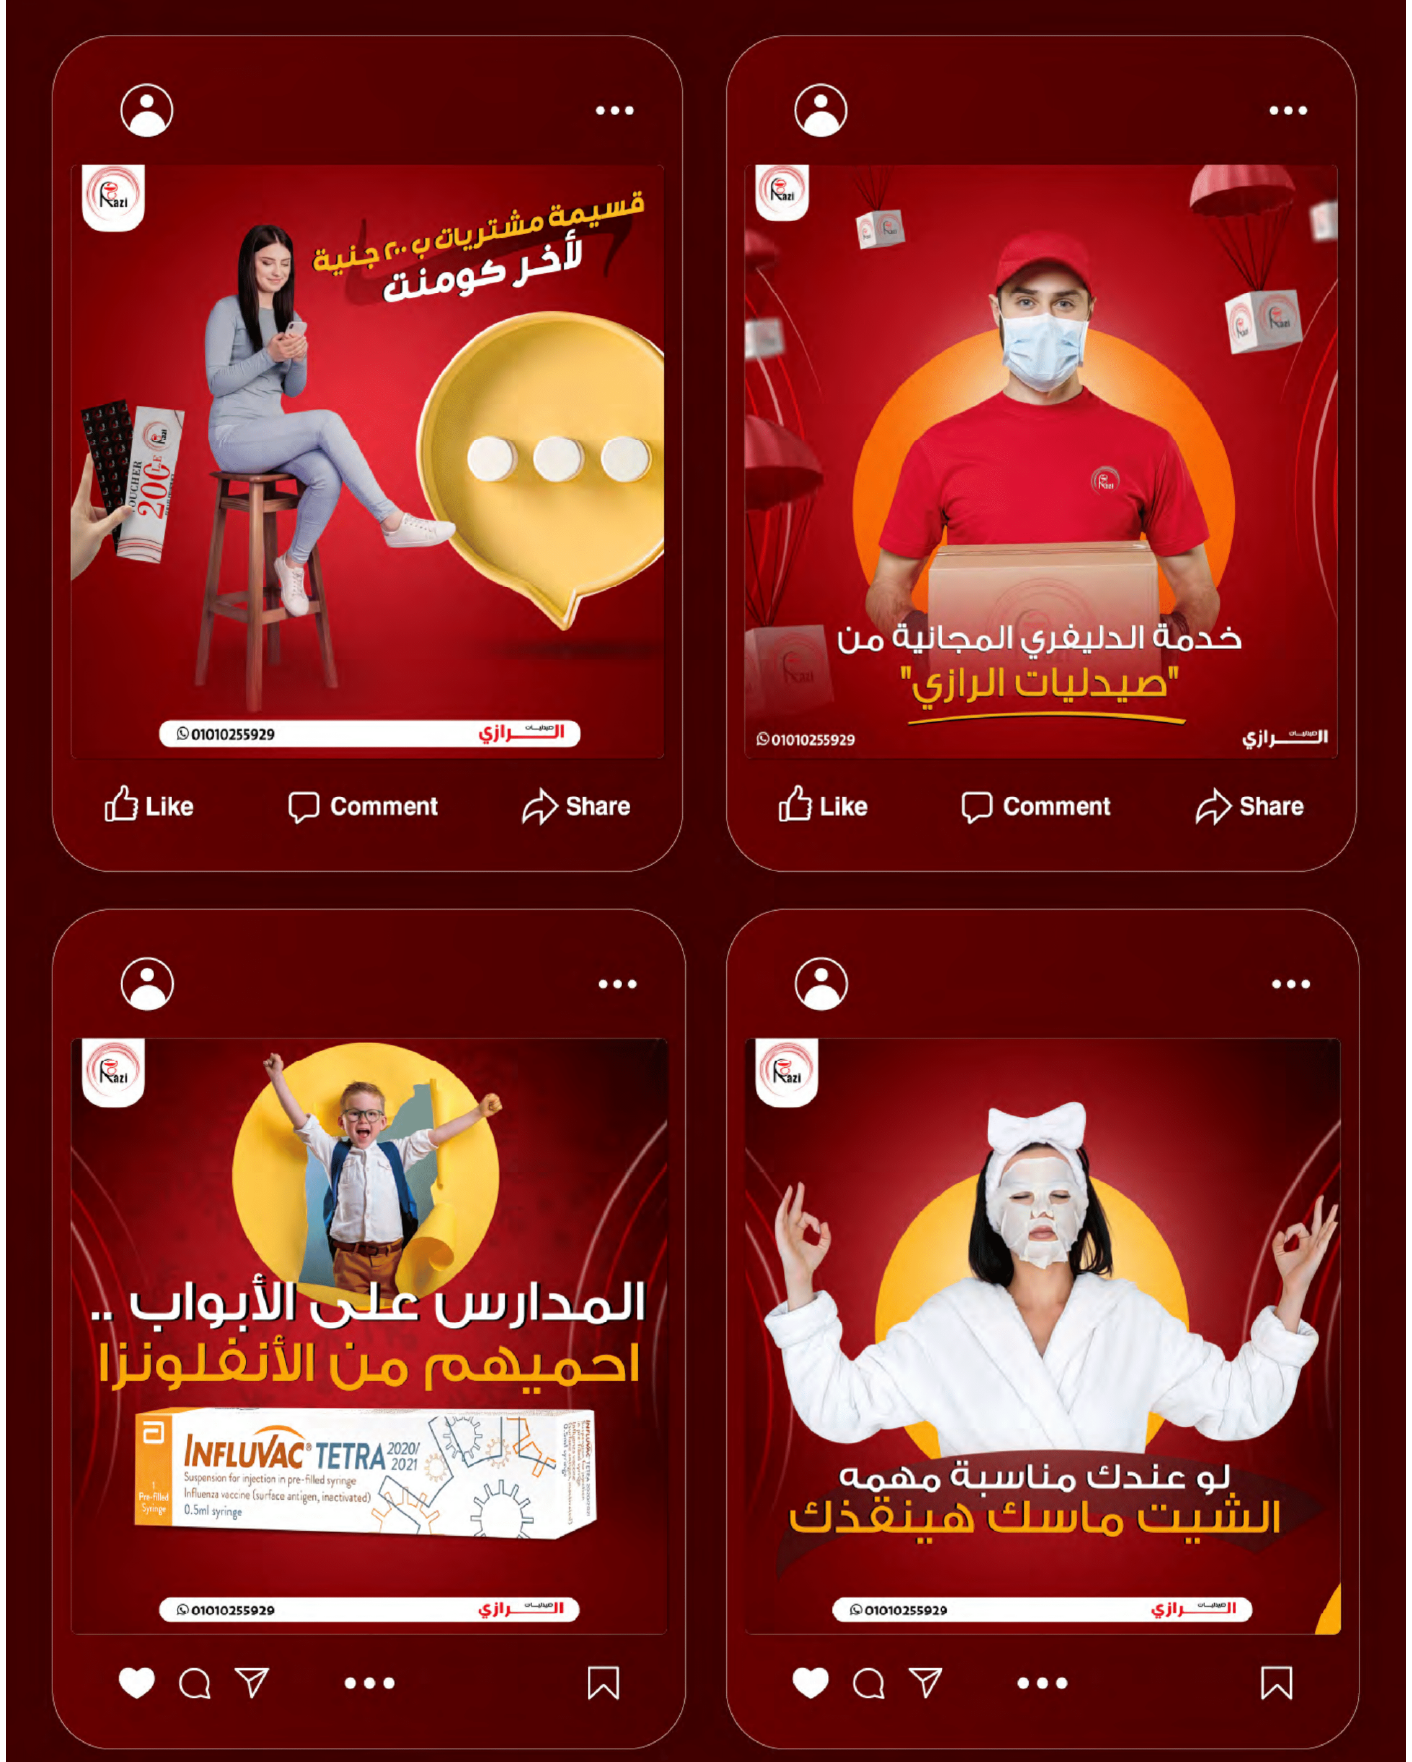 Razi
قسيمة مشتريات ب ٢٠٠ جنية
لأخر كومنت
Razi
VOUCHER
200 LE
01010255929
صيدليات الرازي
Like Comment Share
Razi
Razi
Razi
Razi
خدمة الدليفري المجانية من
"صيدليات الرازي"
01010255929
صيدليات الرازي
Like Comment Share
Razi
المدارس على الأبواب ..
احميهم من الأنفلونزا
INFLUVAC® TETRA 2020/
2021
Suspension for injection in pre-filled syringe
Influenza vaccine (surface antigen, inactivated)
0.5ml syringe
1
Pre-filled
Syringe
01010255929
صيدليات الرازي
Razi
لو عندك مناسبة مهمه
الشيت ماسك هينقذك
01010255929
صيدليات الرازي